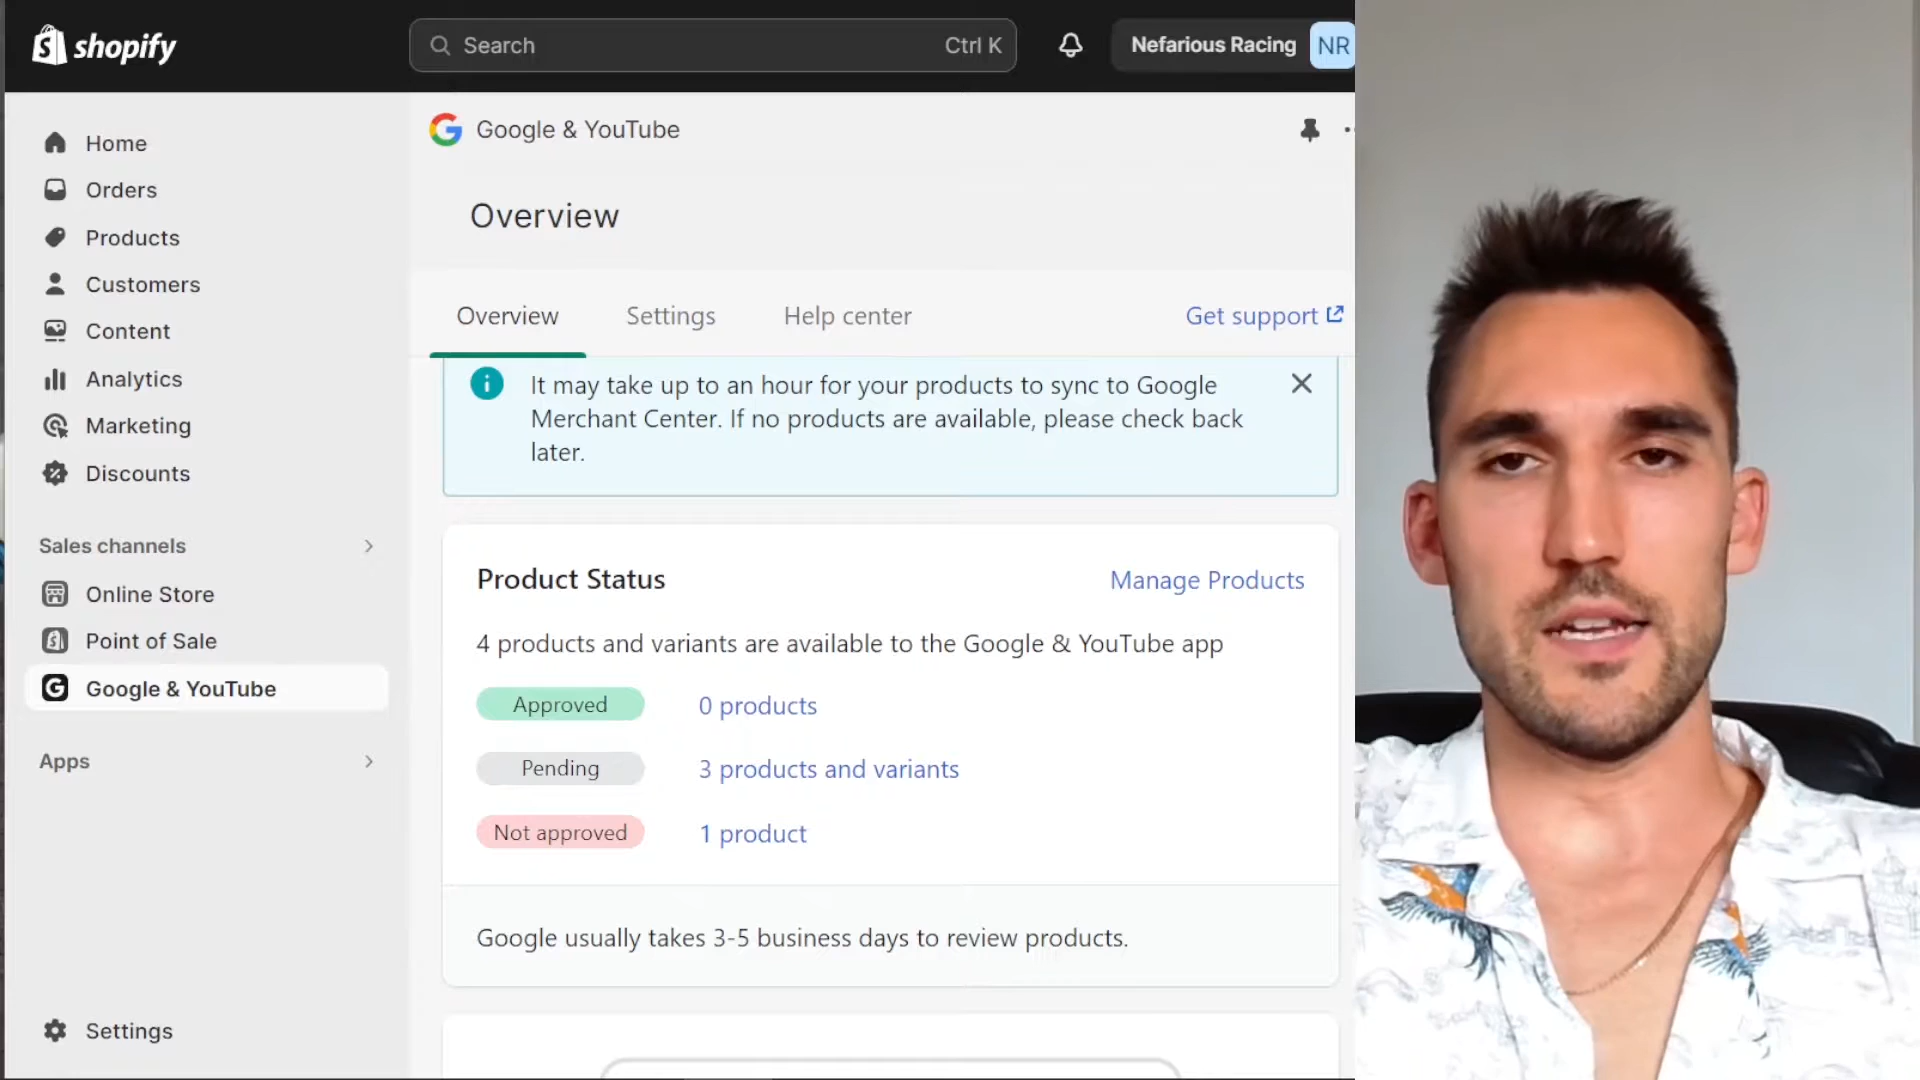 shopify
Search
Ctrl K
Nefarious Racing
NR
Home
Orders
Products
Customers
Content
Analytics
Marketing
Discounts
Sales channels
Online Store
Point of Sale
Google & YouTube
Apps
Settings
Google & YouTube
Overview
Overview
Settings
Help center
Get support
It may take up to an hour for your products to sync to Google
Merchant Center. If no products are available, please check back
later.
Product Status
Manage Products
4 products and variants are available to the Google & YouTube app
Approved
0 products
Pending
3 products and variants
Not approved
1 product
Google usually takes 3-5 business days to review products.